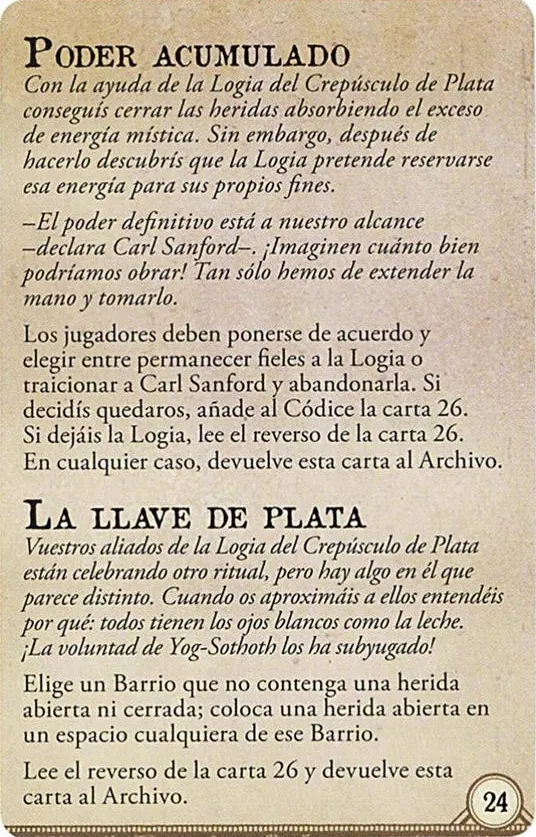 PODER ACUMULADO
Con la ayuda de la Logia del Crepúsculo de Plata
conseguís cerrar las heridas absorbiendo el exceso
de energía mística. Sin embargo, después de
hacerlo descubrís que la Logia pretende reservarse
esa energía para sus propios fines.
–El poder definitivo está a nuestro alcance
–declara Carl Sanford–. ¡Imaginen cuánto bien
podríamos obrar! Tan sólo hemos de extender la
mano y tomarlo.
Los jugadores deben ponerse de acuerdo y
elegir entre permanecer fieles a la Logia o
traicionar a Carl Sanford y abandonarla. Si
decidís quedaros, añade al Códice la carta 26.
Si dejáis la Logia, lee el reverso de la carta 26.
En cualquier caso, devuelve esta carta al Archivo.
LA LLAVE DE PLATA
Vuestros aliados de la Logia del Crepúsculo de Plata
están celebrando otro ritual, pero hay algo en él que
parece distinto. Cuando os aproximáis a ellos entendéis
por qué: todos tienen los ojos blancos como la leche.
¡La voluntad de Yog-Sothoth los ha subyugado!
Elige un Barrio que no contenga una herida
abierta ni cerrada; coloca una herida abierta en
un espacio cualquiera de ese Barrio.
Lee el reverso de la carta 26 y devuelve esta
carta al Archivo.
24